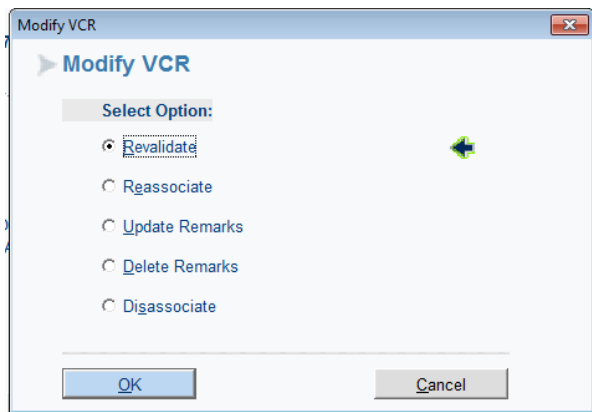 Modify VCR
Modify VCR
Select Option:
Revalidate
Reassociate
Update Remarks
Delete Remarks
Disassociate
OK
Cancel